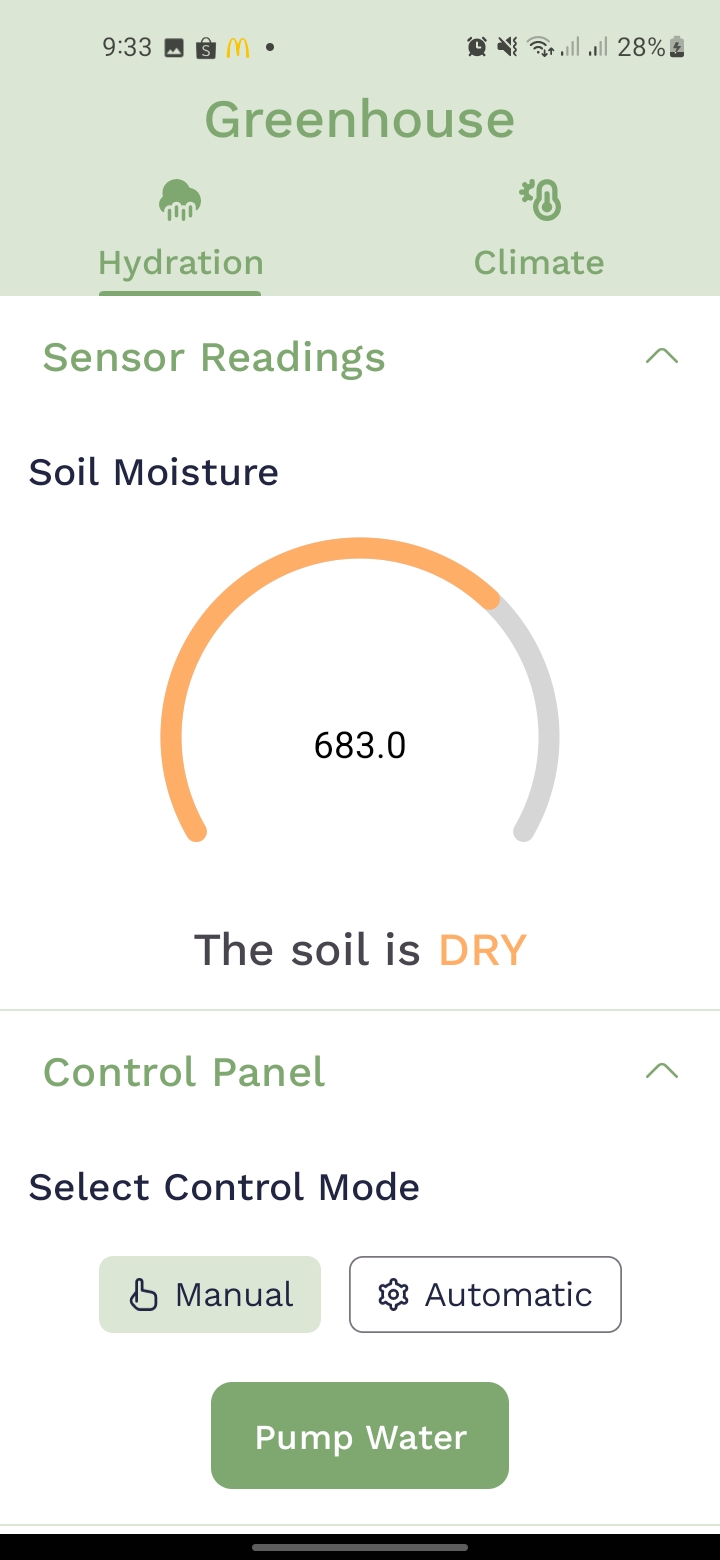 9:33 28%
Greenhouse
Hydration Climate
Sensor Readings
Soil Moisture
683.0
The soil is DRY
Control Panel
Select Control Mode
Manual Automatic
Pump Water